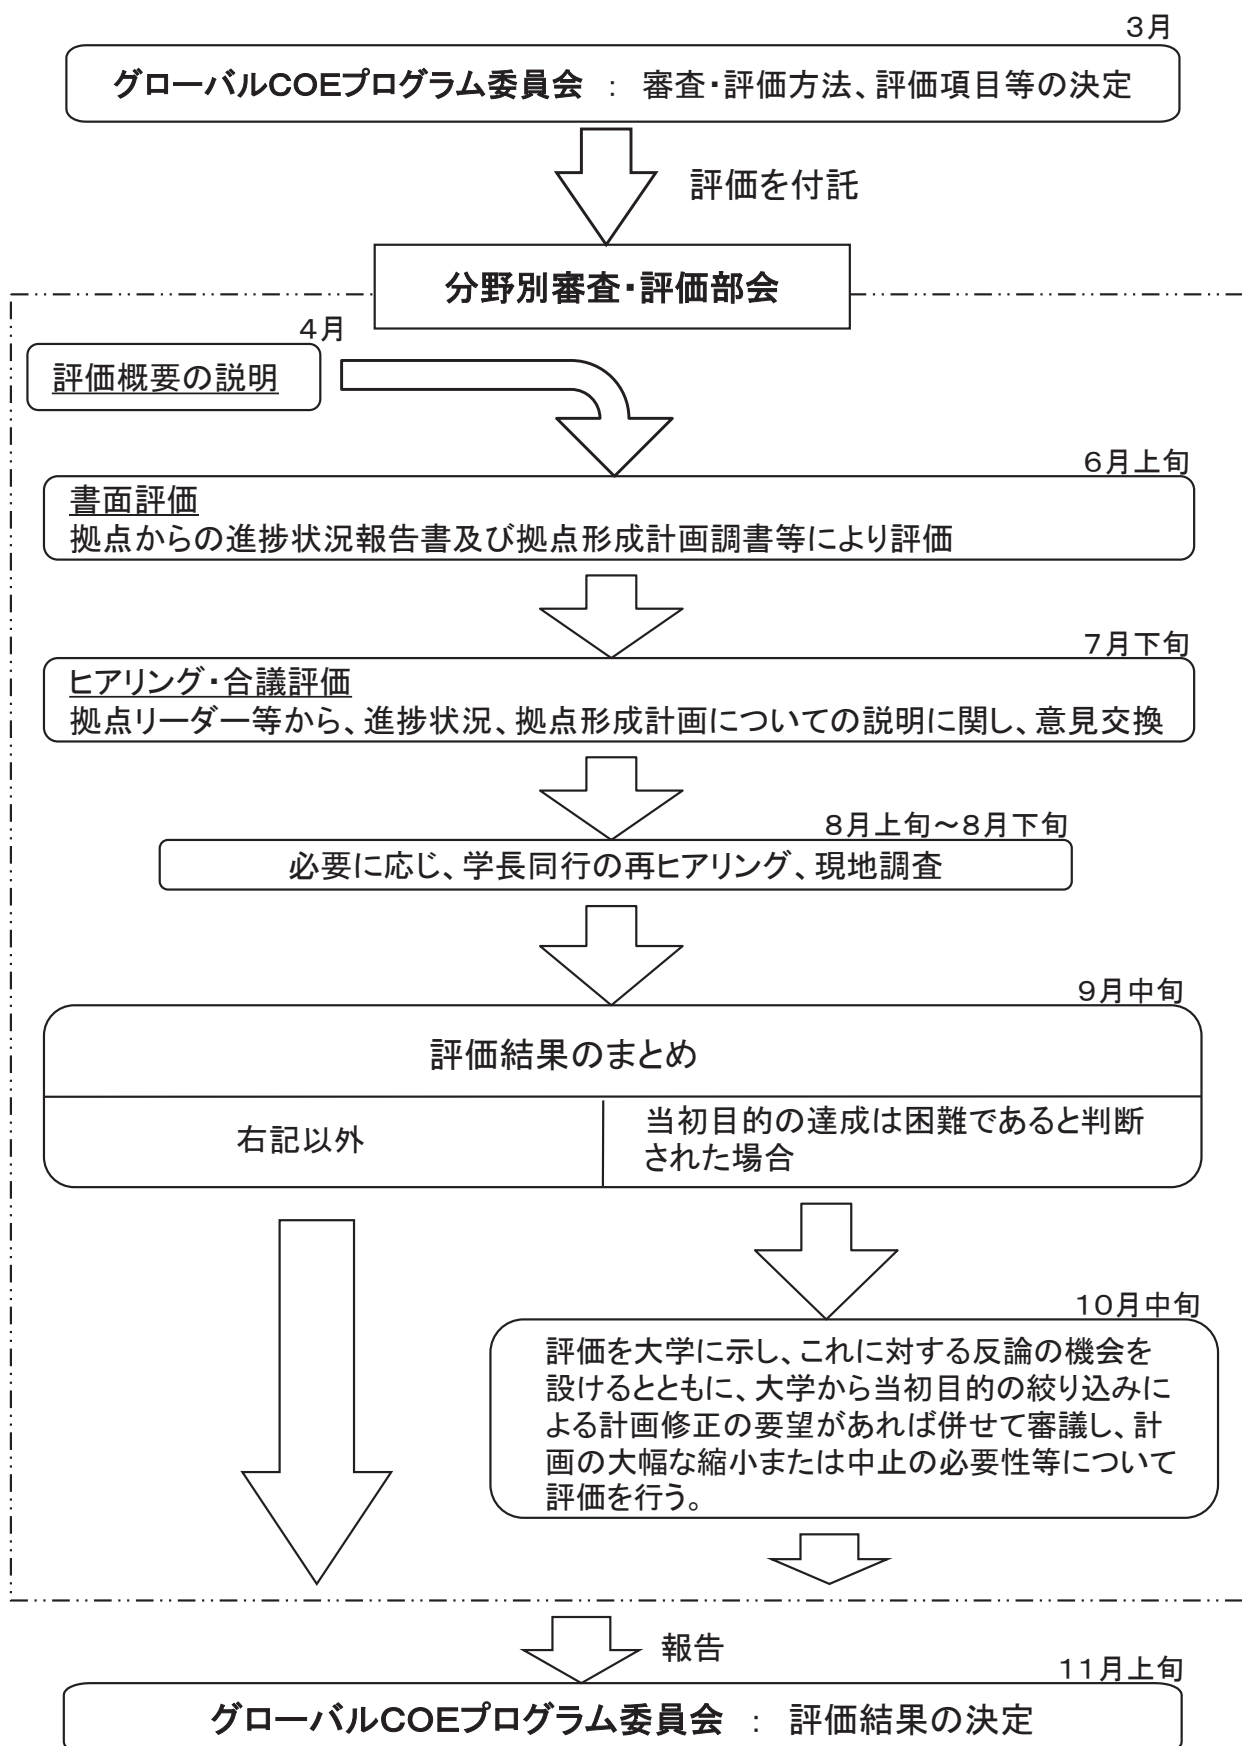 3月
グローバルCOEプログラム委員会 : 審査・評価方法、評価項目等の決定
評価を付託
分野別審査・評価部会
4月
評価概要の説明
6月上旬
書面評価
拠点からの進捗状況報告書及び拠点形成計画調書等により評価
7月下旬
ヒアリング・合議評価
拠点リーダー等から、進捗状況、拠点形成計画についての説明に関し、意見交換
8月上旬～8月下旬
必要に応じ、学長同行の再ヒアリング、現地調査
9月中旬
評価結果のまとめ
右記以外
当初目的の達成は困難であると判断
された場合
10月中旬
評価を大学に示し、これに対する反論の機会を
設けるとともに、大学から当初目的の絞り込みに
よる計画修正の要望があれば併せて審議し、計
画の大幅な縮小または中止の必要性等について
評価を行う。
報告
11月上旬
グローバルCOEプログラム委員会 : 評価結果の決定